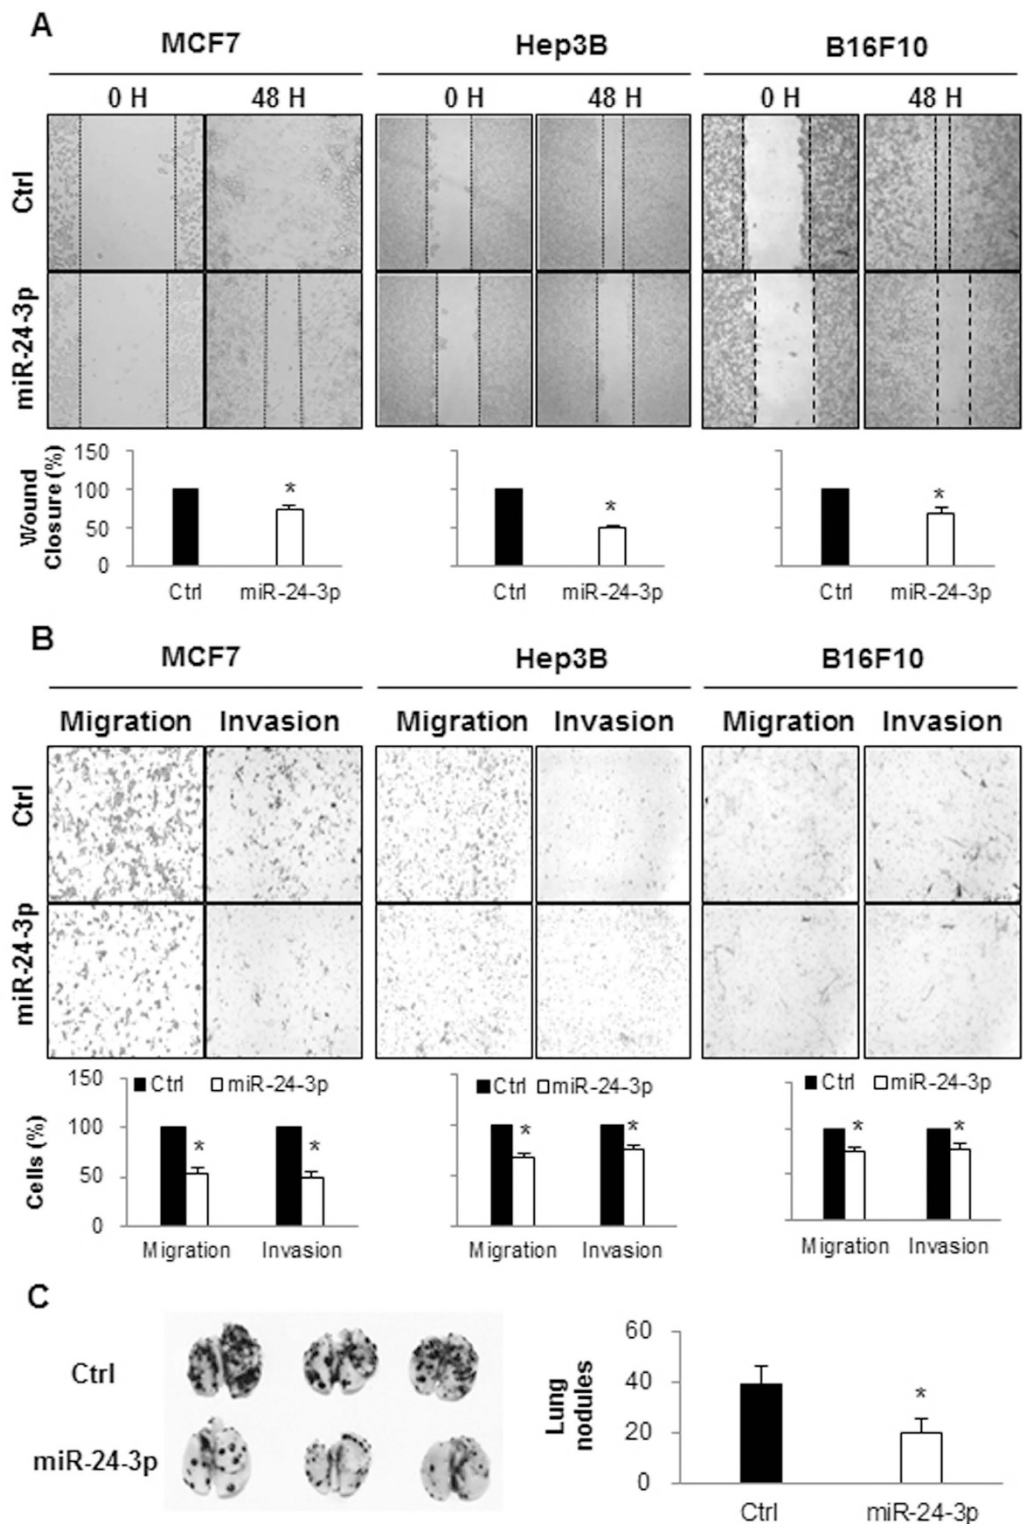 A
MCF7
Hep3B
B16F10
0 H
48 H
0 H
48 H
0 H
48 H
Ctrl
miR-24-3p
Wound
Closure (%)
150
100
50
0
*
*
*
Ctrl
miR-24-3p
Ctrl
miR-24-3p
Ctrl
miR-24-3p
B
MCF7
Hep3B
B16F10
Migration
Invasion
Migration
Invasion
Migration
Invasion
Ctrl
miR-24-3p
Cells (%)
150
100
50
0
Ctrl
miR-24-3p
Ctrl
miR-24-3p
Ctrl
miR-24-3p
*
*
*
*
*
*
Migration
Invasion
Migration
Invasion
Migration
Invasion
C
Ctrl
miR-24-3p
Lung
nodules
60
40
20
0
*
Ctrl
miR-24-3p